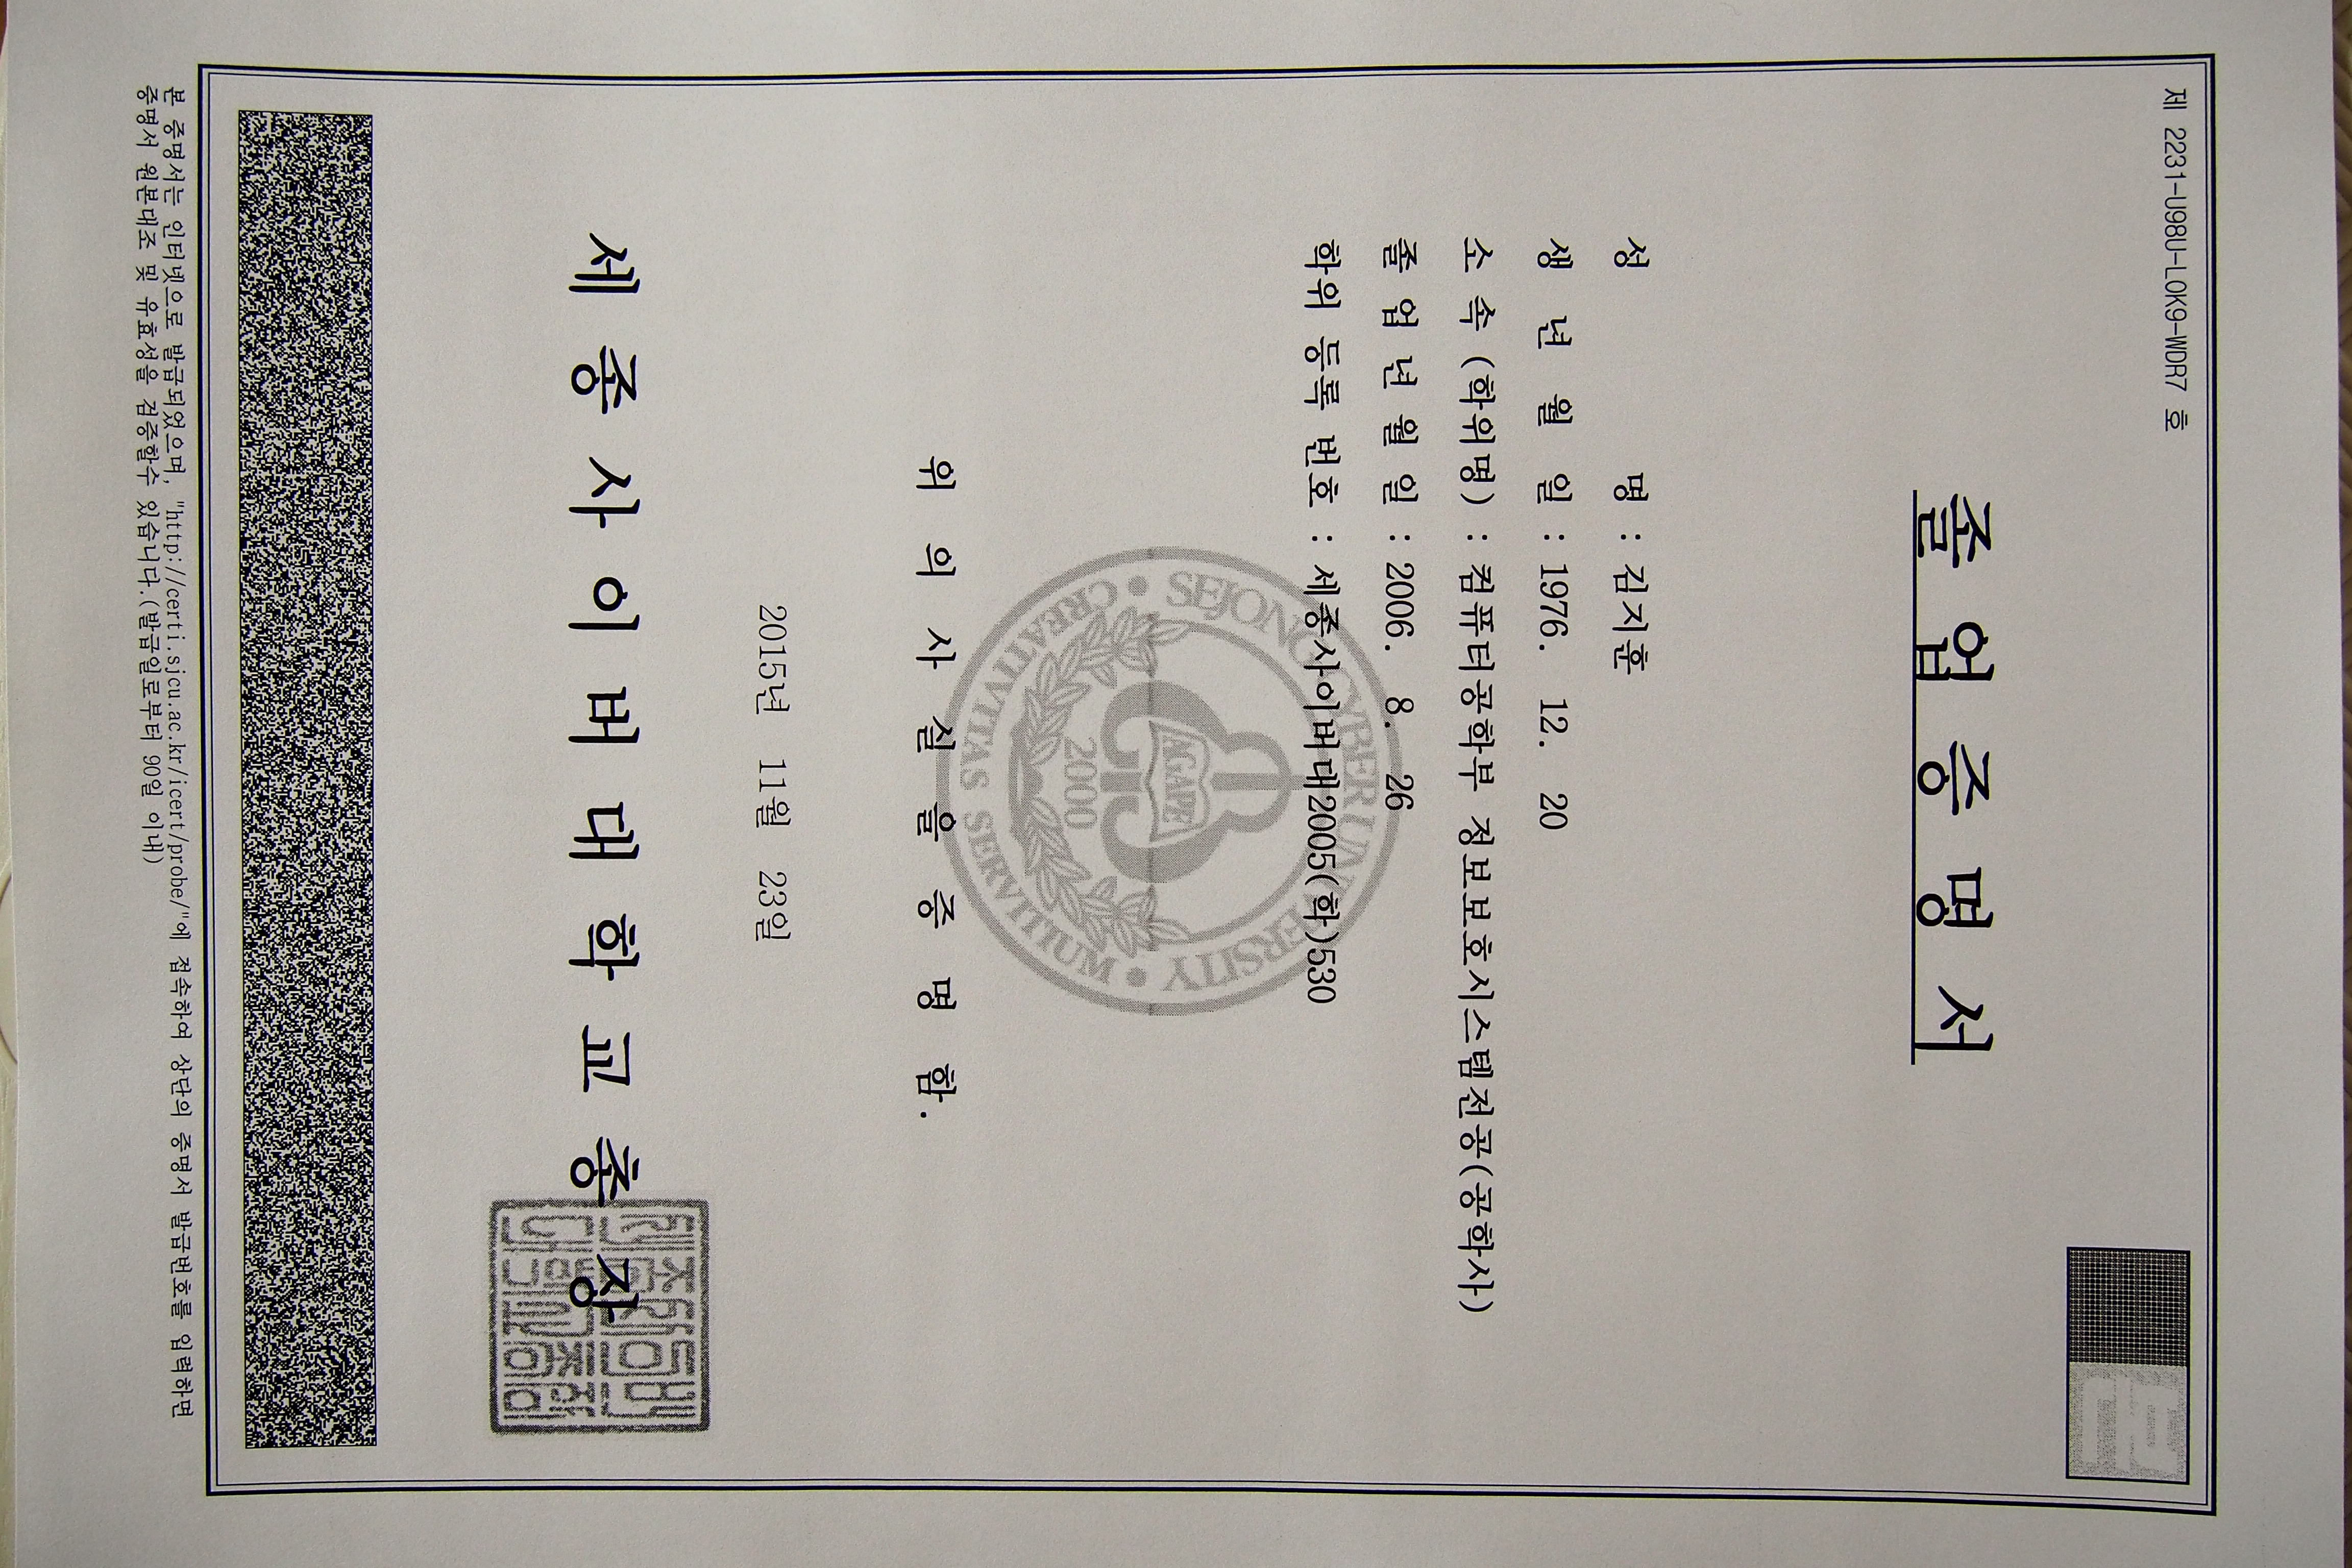 제 2231-U98U-LOK9-WDR7 호
졸 업 증 명 서
성 명 : 김지훈
생 년 월 일 : 1976. 12. 20
소 속 (학위명) : 컴퓨터공학부 정보보호시스템전공(공학사)
졸 업 년 월 일 : 2006. 8. 26
학위 등록 번호 : 세종사이버대2005(학)530
SEJONG CYBER UNIVERSITY • CREATIVITAS SERVITIUM •
AGAPE
2000
위 의 사 실 을 증 명 함.
2015년 11월 23일
세 종 사 이 버 대 학 교 총 장
본 증명서는 인터넷으로 발급되었으며, "http://certi.sjcu.ac.kr/icert/probe/"에 접속하여 상단의 증명서 발급번호를 입력하면
증명서 원본대조 및 유효성을 검증할수 있습니다.(발급일로부터 90일 이내)